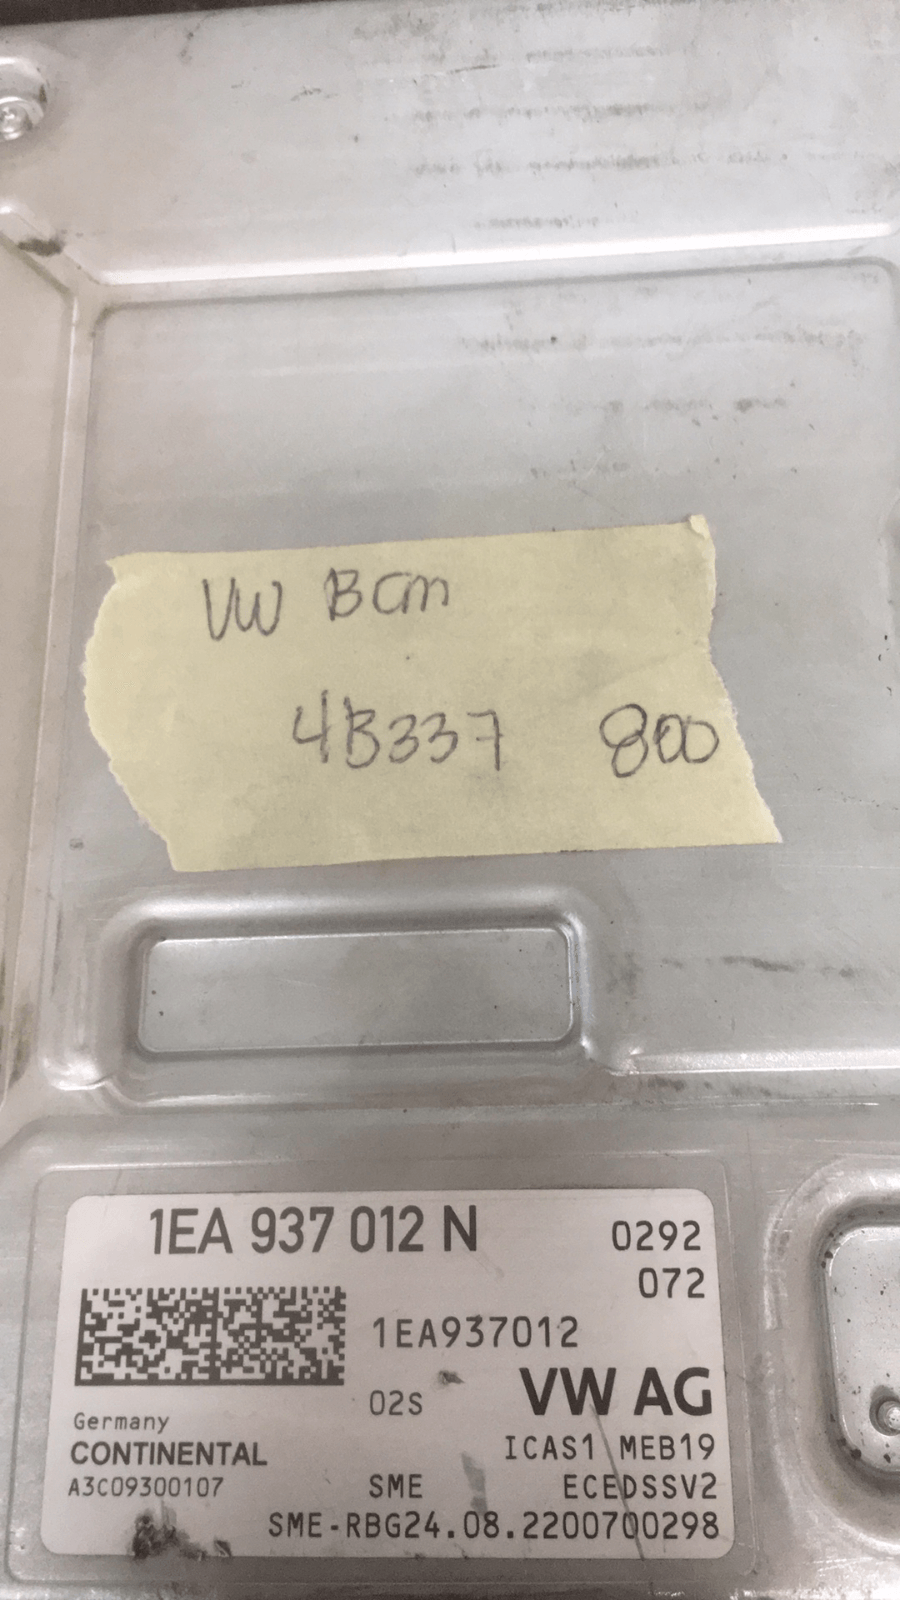 VW BCM
4B337 800
1EA 937 012 N
0292
072
1EA937012
02S
VW AG
Germany
CONTINENTAL
ICAS1 MEB19
A3C09300107
SME
ECEDSSV2
SME-RBG24.08.2200700298